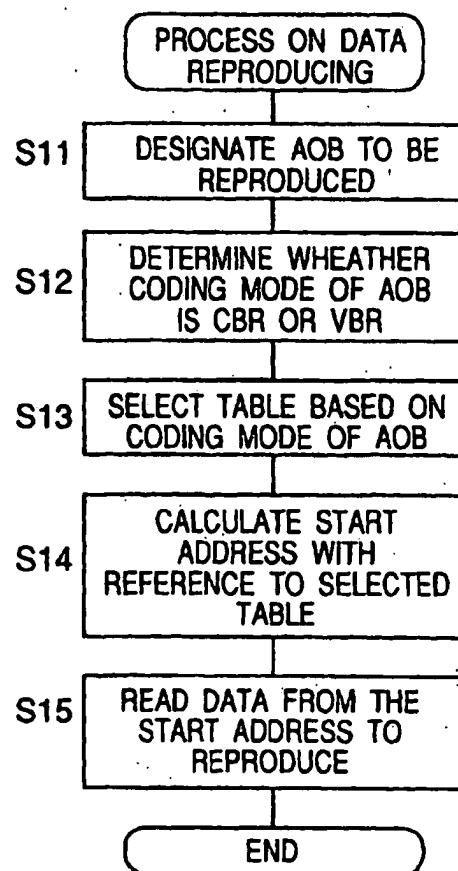 PROCESS ON DATA
REPRODUCING
S11
DESIGNATE AOB TO BE
REPRODUCED
S12
DETERMINE WHEATHER
CODING MODE OF AOB
IS CBR OR VBR
S13
SELECT TABLE BASED ON
CODING MODE OF AOB
S14
CALCULATE START
ADDRESS WITH
REFERENCE TO SELECTED
TABLE
S15
READ DATA FROM THE
START ADDRESS TO
REPRODUCE
END